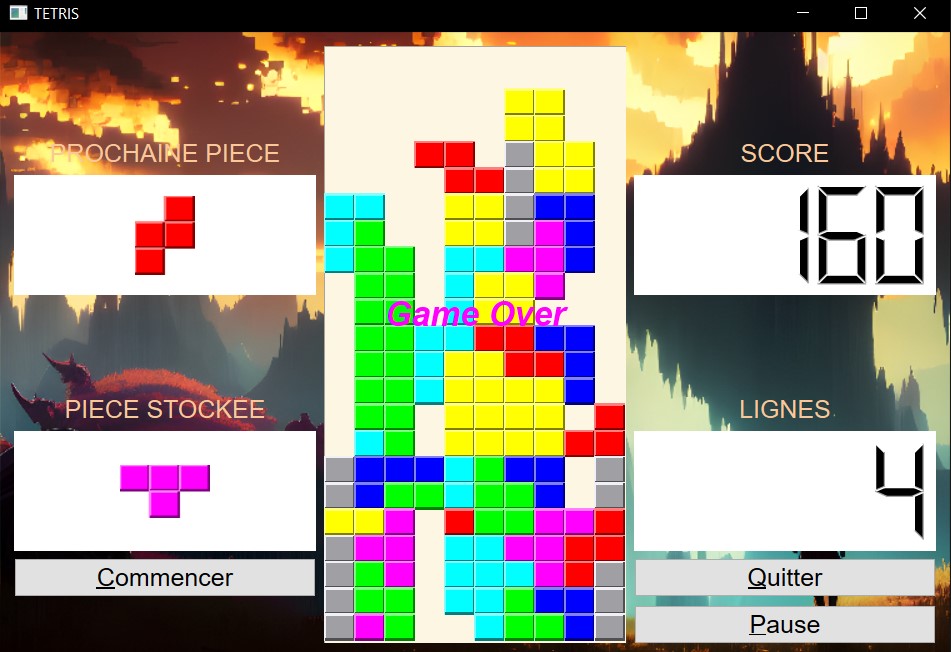 TETRIS
PROCHAINE PIECE
SCORE
160
Game Over
PIECE STOCKEE
LIGNES
4
Commencer
Quitter
Pause